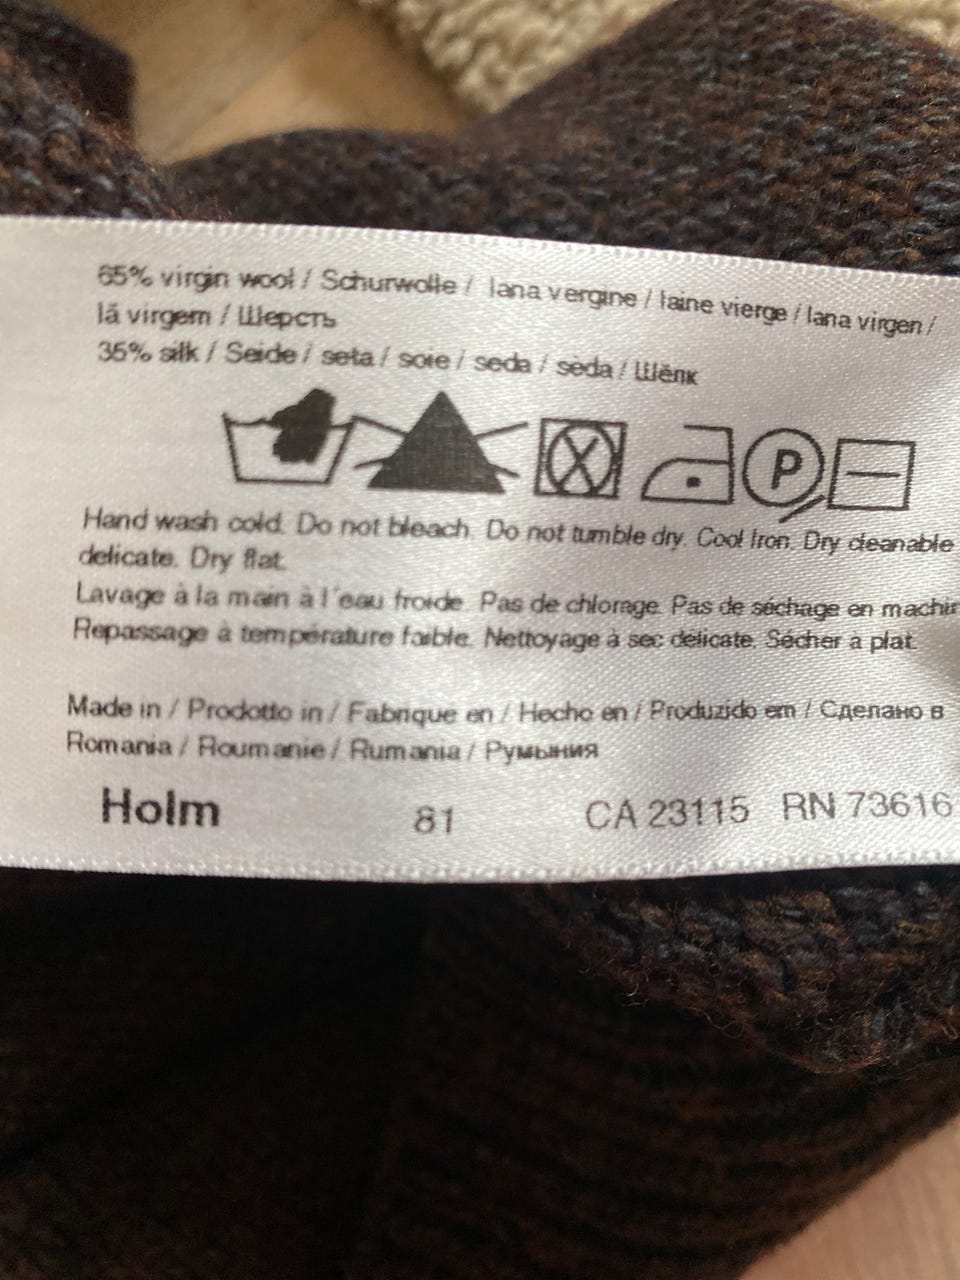 65% virgin wool / Schurwolle / lana vergine / laine vierge / lana virgen /
lã virgem / Шерсть
35% silk / Seide / seta / soie / seda / sèda / Шёлк
P
Hand wash cold. Do not bleach. Do not tumble dry. Cool Iron. Dry cleanable
delicate. Dry flat.
Lavage à la main à l'eau froide. Pas de chlorage. Pas de séchage en machin
Repassage à température faible. Nettoyage à sec delicate. Sécher à plat.
Made in / Prodotto in / Fabrique en / Hecho en / Produzido em / Сделано в
Romania / Roumanie / Rumania / Румыния
Holm 81 CA 23115 RN 73616